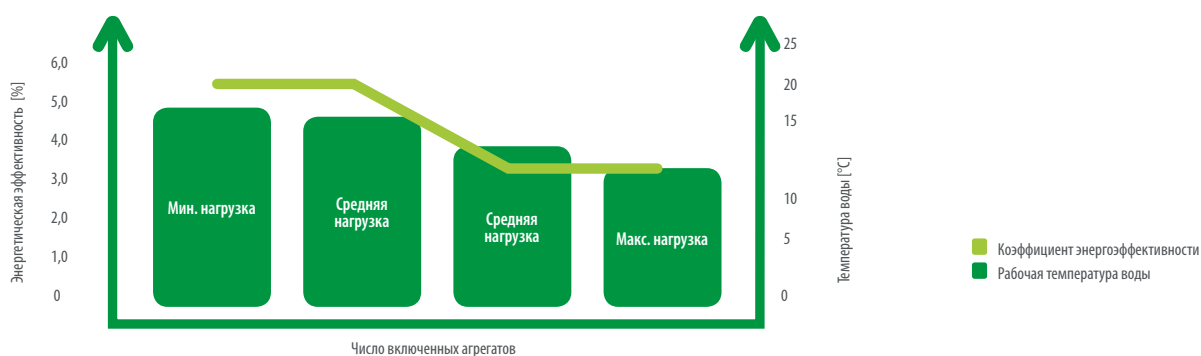 Энергетическая эффективность [%]
6,0
5,0
4,0
3,0
2,0
1,0
0
Мин. нагрузка
Средняя
нагрузка
Средняя
нагрузка
Макс. нагрузка
25
20
15
10
5
0
Температура воды [°C]
Число включенных агрегатов
Коэффициент энергоэффективности
Рабочая температура воды